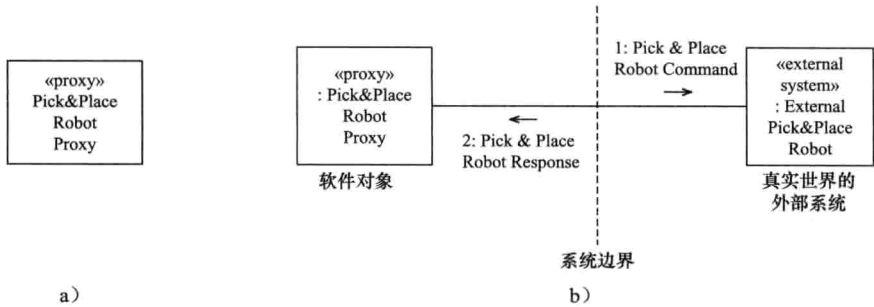 «proxy»
Pick&Place
Robot
Proxy
a）
«proxy»
: Pick&Place
Robot
Proxy
软件对象
1: Pick & Place
Robot Command
2: Pick & Place
Robot Response
系统边界
«external
system»
: External
Pick&Place
Robot
真实世界的
外部系统
b）